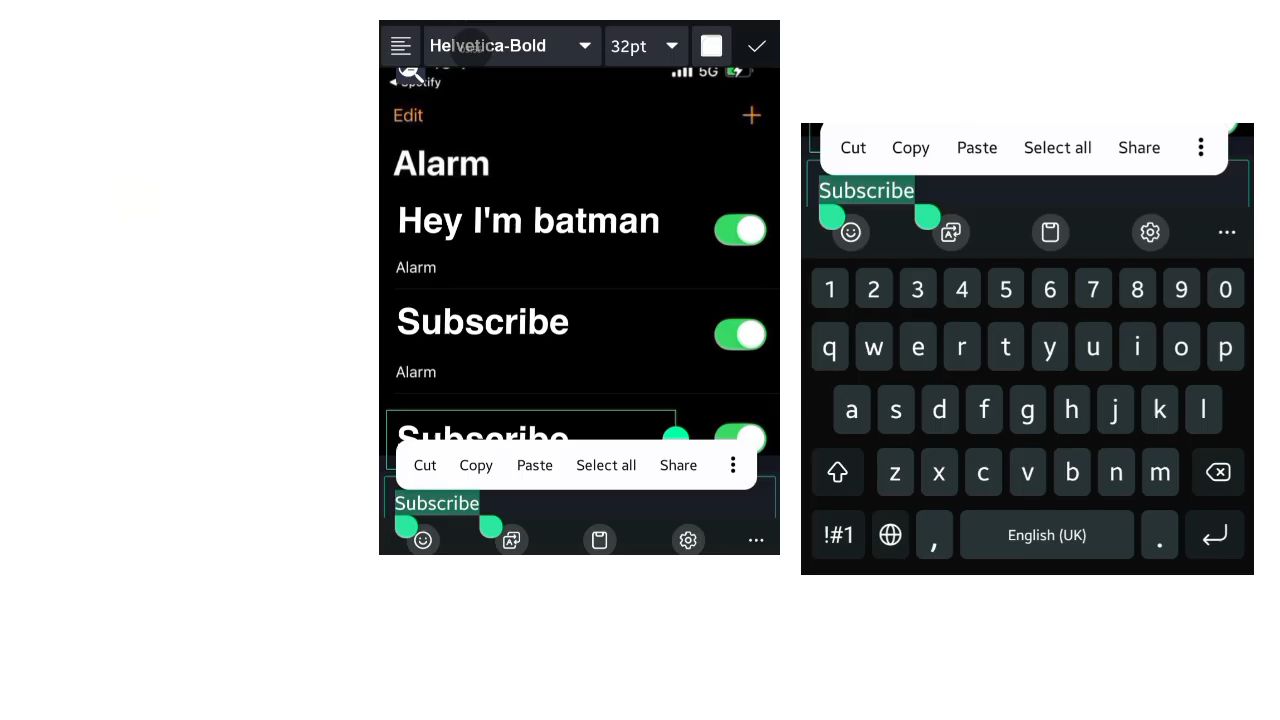 Helvetica-Bold 32pt
Spotify 5G
Edit
Alarm
Hey I'm batman
Alarm
Subscribe
Alarm
Subscribe
Cut Copy Paste Select all Share
Subscribe
Cut Copy Paste Select all Share
Subscribe
1 2 3 4 5 6 7 8 9 0
q w e r t y u i o p
a s d f g h j k l
z x c v b n m
!#1 , English (UK) .